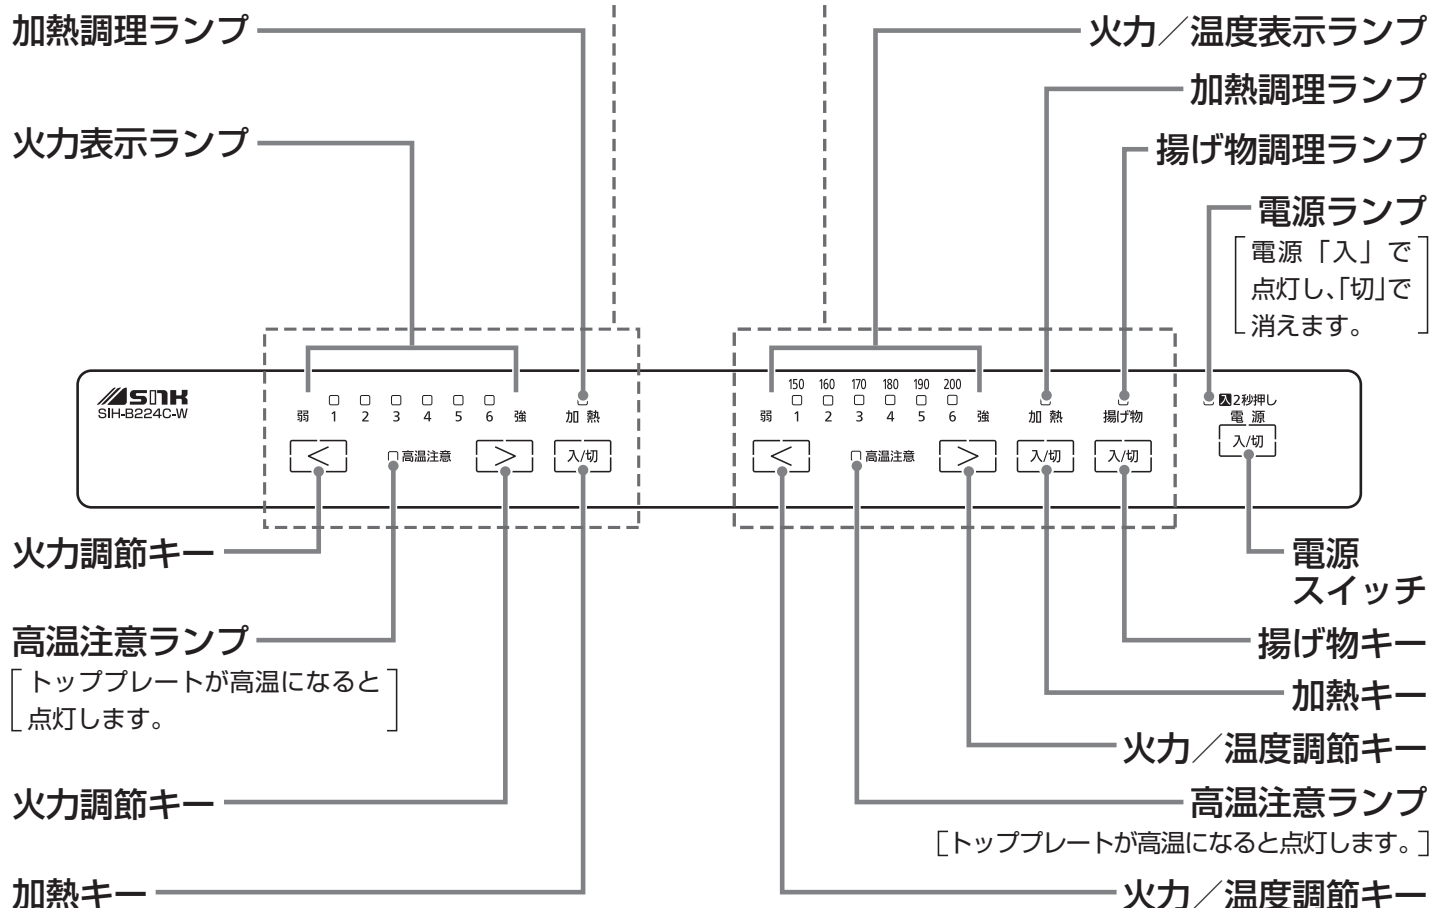 加熱調理ランプ
火力表示ランプ
火力／温度表示ランプ
加熱調理ランプ
揚げ物調理ランプ
電源ランプ
電源「入」で
点灯し、「切」で
消えます。
SIH-B224C-W
弱 1 2 3 4 5 6 強
加 熱
< 高温注意 > 入/切
150 160 170 180 190 200
弱 1 2 3 4 5 6 強
加 熱
揚げ物
< 高温注意 > 入/切 入/切
入2秒押し
電 源
入/切
火力調節キー
高温注意ランプ
トッププレートが高温になると
点灯します。
火力調節キー
加熱キー
電源
スイッチ
揚げ物キー
加熱キー
火力／温度調節キー
高温注意ランプ
トッププレートが高温になると点灯します。
火力／温度調節キー